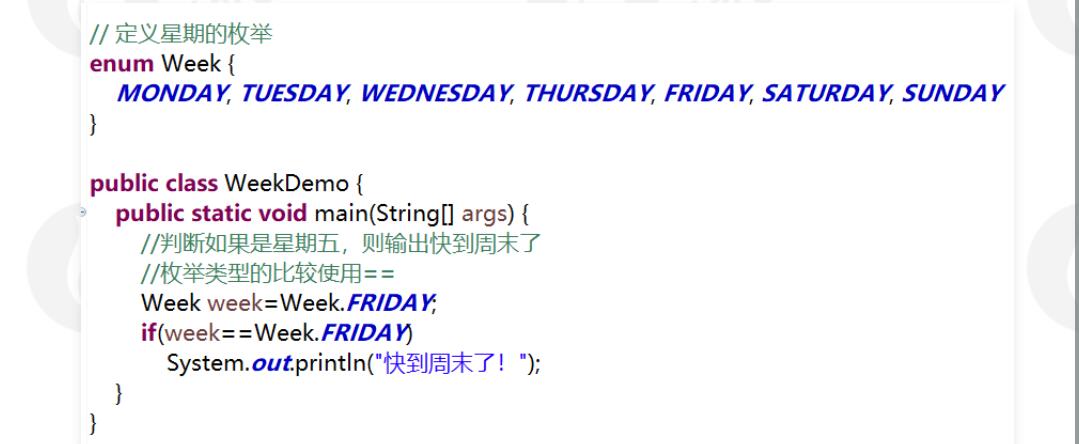 // 定义星期的枚举
enum Week {
MONDAY, TUESDAY, WEDNESDAY, THURSDAY, FRIDAY, SATURDAY, SUNDAY
}
public class WeekDemo {
public static void main(String[] args) {
//判断如果是星期五，则输出快到周末了
//枚举类型的比较使用==
Week week=Week.FRIDAY;
if(week==Week.FRIDAY)
System.out.println("快到周末了！");
}
}